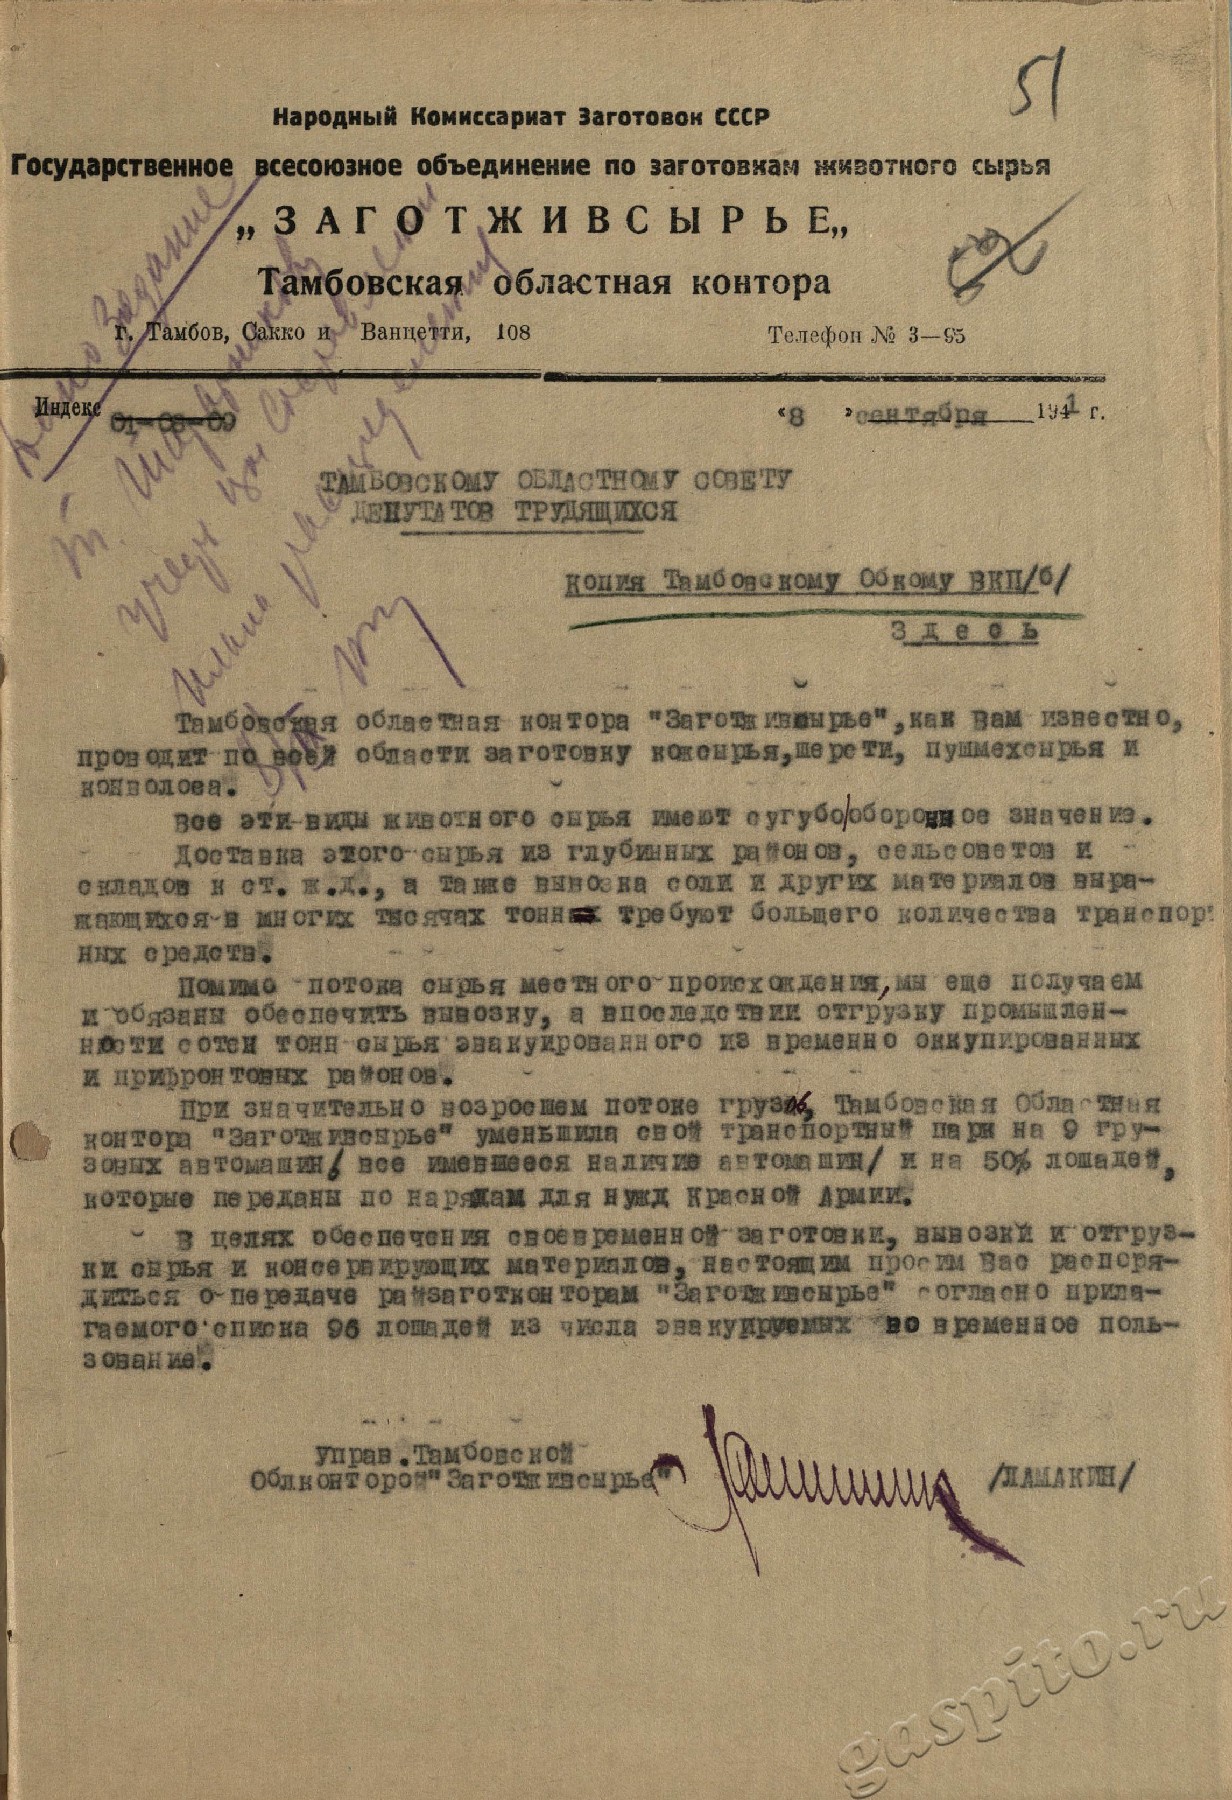 51
Народный Комиссариат Заготовок СССР
Государственное всесоюзное объединение по заготовкам животного сырья
„ЗАГОТЖИВСЫРЬЕ„
Тамбовская областная контора
г. Тамбов, Сакко и Ванцетти, 108 Телефон № 3—95
Индекс 01-08-09 "8 "сентября 1941 г.
ТАМБОВСКОМУ ОБЛАСТНОМУ СОВЕТУ
ДЕПУТАТОВ ТРУДЯЩИХСЯ
копия Тамбовскому Обкому ВКП/б/
Здесь
Тамбовская областная контора "Заготживсырье", как Вам известно,
проводит по всей области заготовку кожсырья, шерсти, пушмехсырья и
конволоса.
Все эти виды животного сырья имеют сугубо/оборонное значение.
Доставка этого сырья из глубинных районов, сельсоветов и
складов к ст. ж.д., а также вывозка соли и других материалов выра-
жающихся в многих тысячах тонн требуют большего количества транспорт
ных средств.
Помимо потока сырья местного происхождения, мы еще получаем
и обязаны обеспечить вывозку, а впоследствии отгрузку промышлен-
ности сотен тонн сырья эвакуированного из временно оккупированных
и прифронтовых районов.
При значительно возросшем потоке грузов, Тамбовская Областная
контора "Заготживсырье" уменьшила свой транспортный парк на 9 гру-
зовых автомашин/ все имевшееся наличие автомашин/ и на 50% лошадей,
которые переданы по нарядам для нужд Красной Армии.
В целях обеспечения своевременной заготовки, вывозки и отгруз-
ки сырья и консервирующих материалов, настоящим просим Вас распоря-
диться о передаче райзаготконторам "Заготживсырье" согласно прила-
гаемого списка 96 лошадей из числа эвакуируемых во временное поль-
зование.
Управ. Тамбовской
Облконторой "Заготживсырье" /ЛАМАКИН/
gaspito.ru